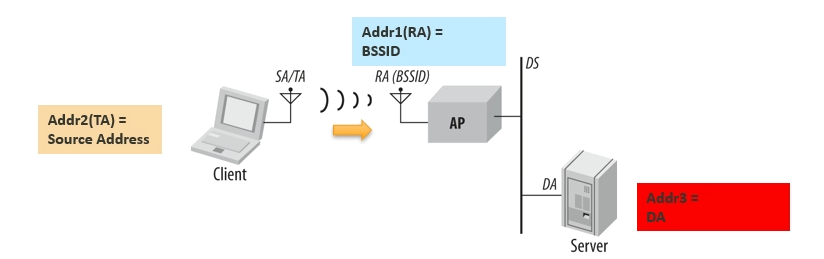 Addr1(RA) =
BSSID
DS
SA/TA
RA (BSSID)
Addr2(TA) =
Source Address
AP
Client
DA
Addr3 =
DA
Server